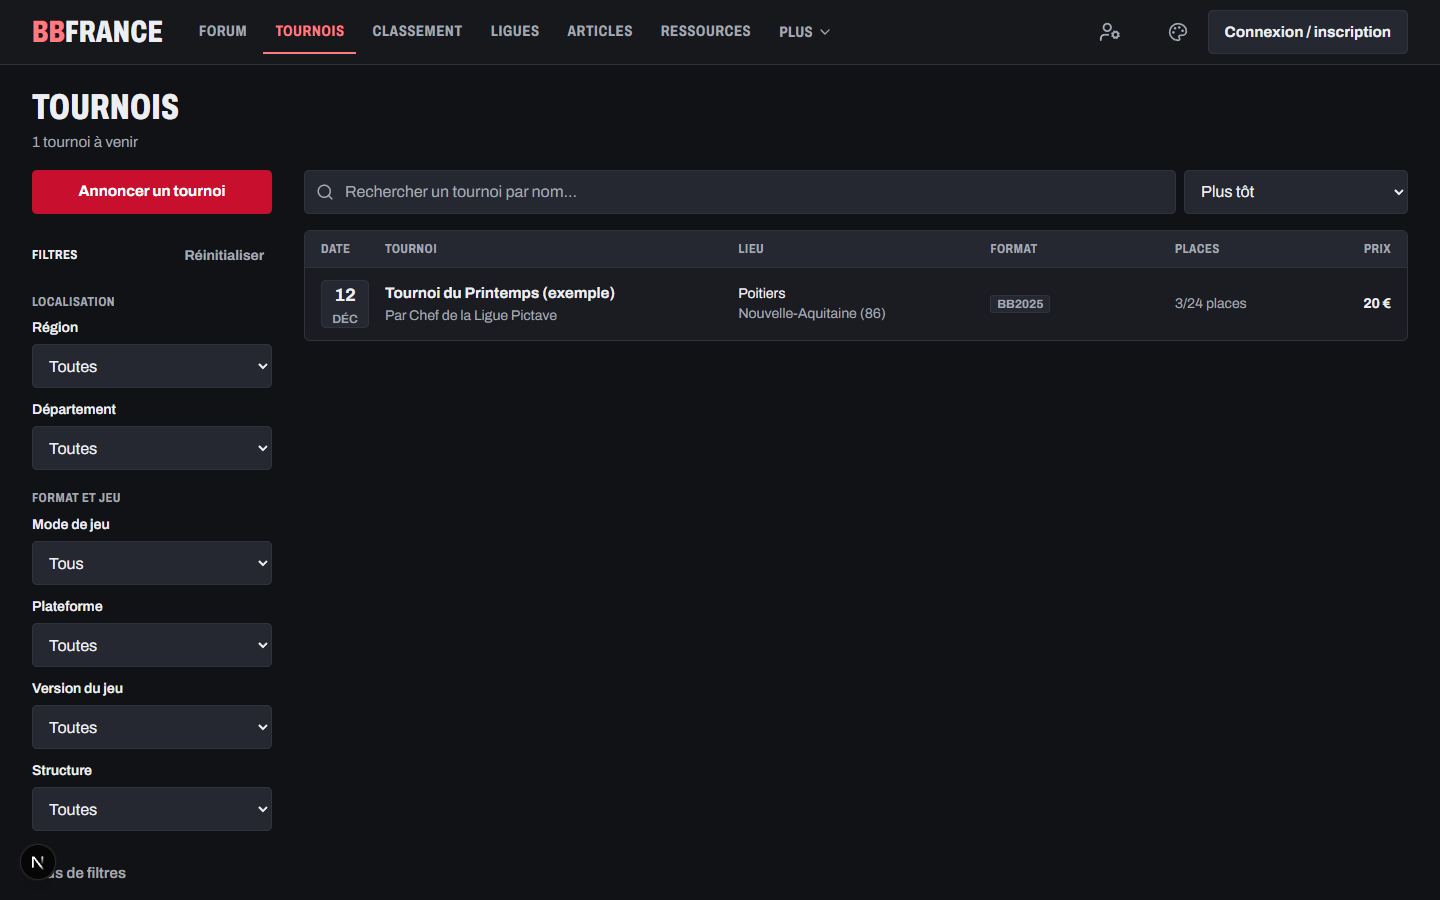 BBFRANCE FORUM TOURNOIS CLASSEMENT LIGUES ARTICLES RESSOURCES PLUS Connexion / inscription
TOURNOIS
1 tournoi à venir
Annoncer un tournoi
Rechercher un tournoi par nom...
Plus tôt
FILTRES Réinitialiser
LOCALISATION
Région
Toutes
Département
Toutes
FORMAT ET JEU
Mode de jeu
Tous
Plateforme
Toutes
Version du jeu
Toutes
Structure
Toutes
N
de filtres
DATE TOURNOI LIEU FORMAT PLACES PRIX
12 DÉC
Tournoi du Printemps (exemple)
Par Chef de la Ligue Pictave
Poitiers
Nouvelle-Aquitaine (86)
BB2025
3/24 places
20 €